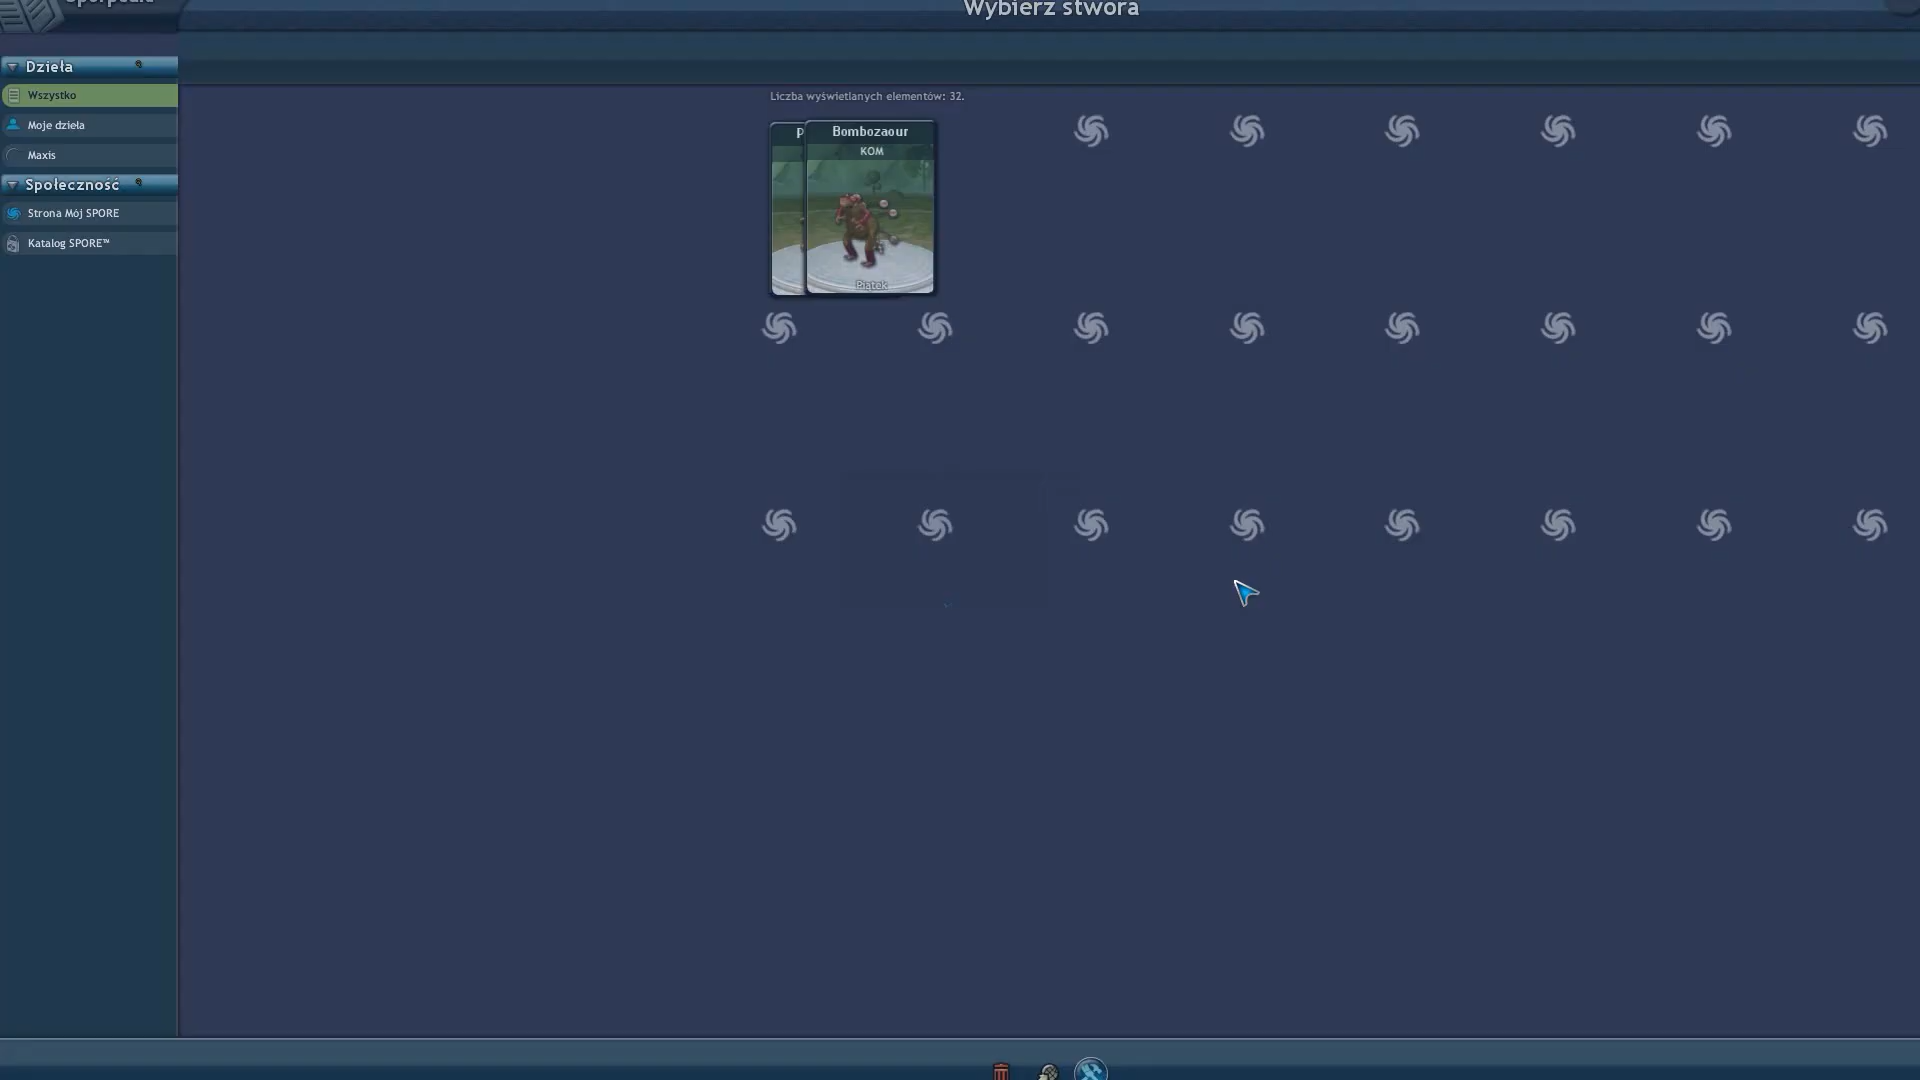 Wybierz stwora
Dzieła
Wszystko
Moje dzieła
Maxis
Społeczność
Strona Mój SPORE
Katalog SPORE™
Liczba wyświetlanych elementów: 32.
P
Bombozaour
KOM
Piątek